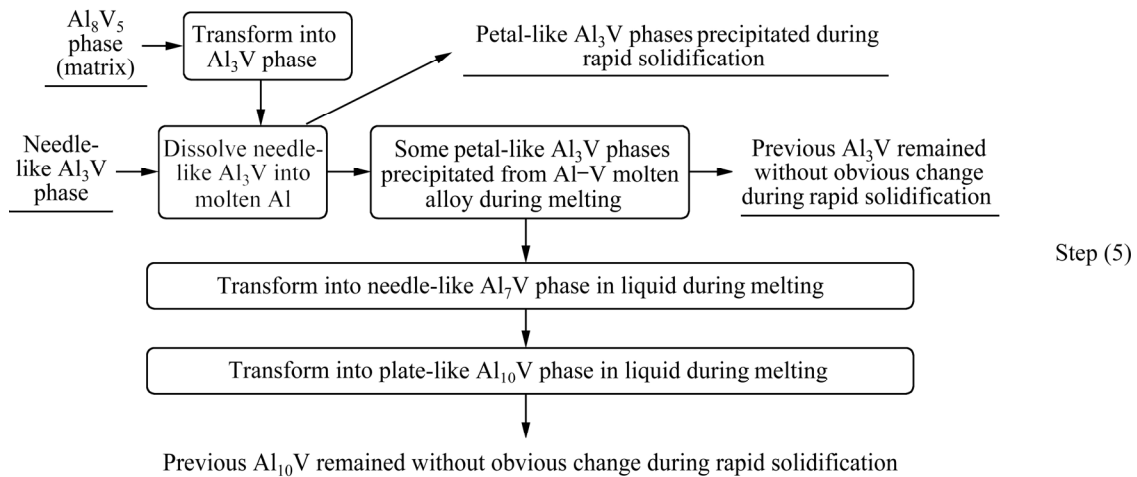 Al₈V₅
phase
(matrix)
Transform into
Al₃V phase
Petal-like Al₃V phases precipitated during
rapid solidification
Needle-
like Al₃V
phase
Dissolve needle-
like Al₃V into
molten Al
Some petal-like Al₃V phases
precipitated from Al−V molten
alloy during melting
Previous Al₃V remained
without obvious change
during rapid solidification
Step (5)
Transform into needle-like Al₇V phase in liquid during melting
Transform into plate-like Al₁₀V phase in liquid during melting
Previous Al₁₀V remained without obvious change during rapid solidification